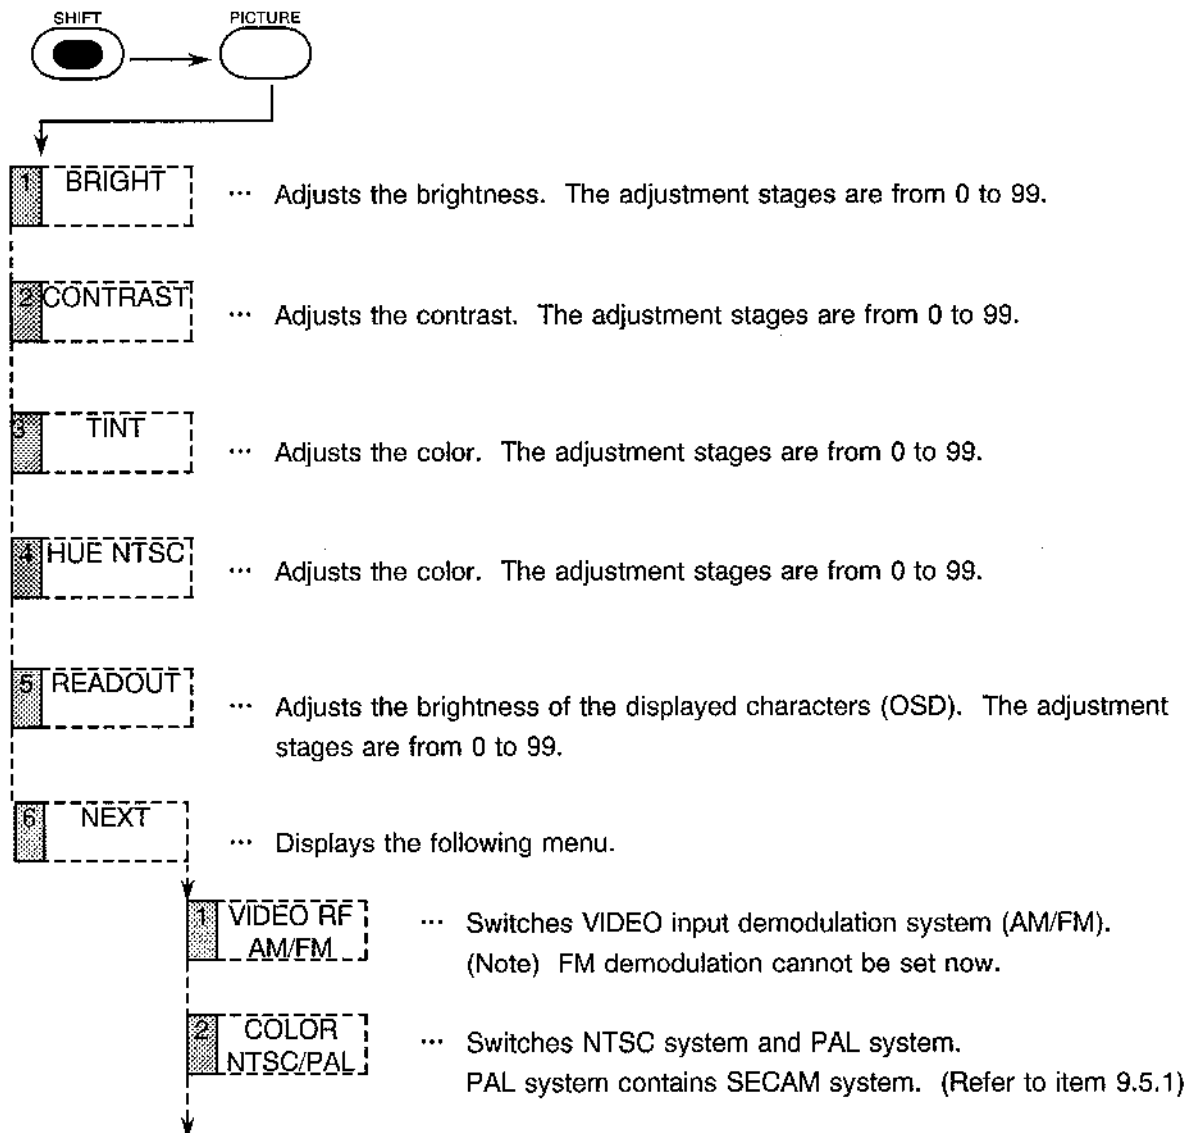 SHIFT PICTURE
1 BRIGHT ··· Adjusts the brightness. The adjustment stages are from 0 to 99.
2 CONTRAST ··· Adjusts the contrast. The adjustment stages are from 0 to 99.
3 TINT ··· Adjusts the color. The adjustment stages are from 0 to 99.
4 HUE NTSC ··· Adjusts the color. The adjustment stages are from 0 to 99.
5 READOUT ··· Adjusts the brightness of the displayed characters (OSD). The adjustment
stages are from 0 to 99.
6 NEXT ··· Displays the following menu.
1 VIDEO RF ··· Switches VIDEO input demodulation system (AM/FM).
AM/FM (Note) FM demodulation cannot be set now.
2 COLOR ··· Switches NTSC system and PAL system.
NTSC/PAL PAL system contains SECAM system. (Refer to item 9.5.1)